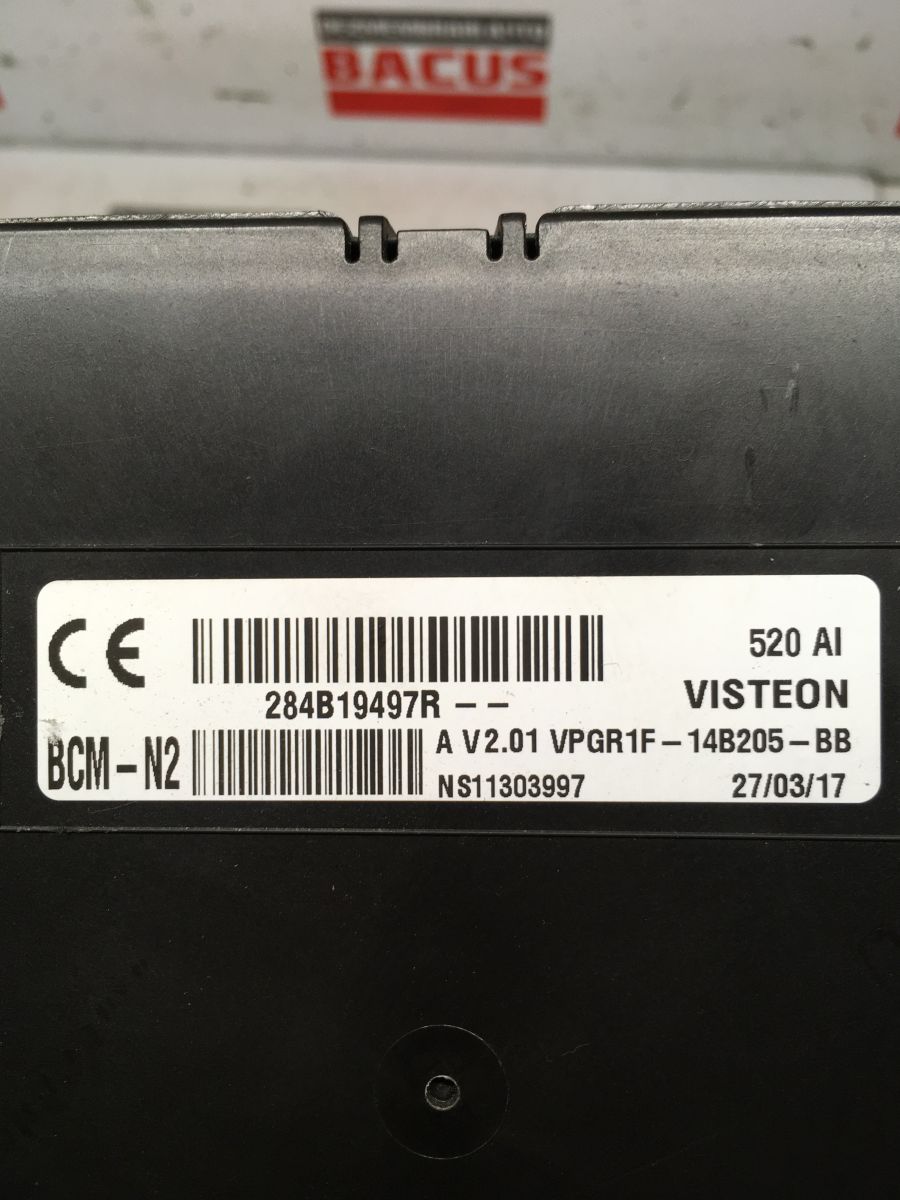 BACUS
CE
520 AI
284B19497R - -
VISTEON
BCM-N2
A V2.01 VPGR1F-14B205-BB
NS11303997
27/03/17